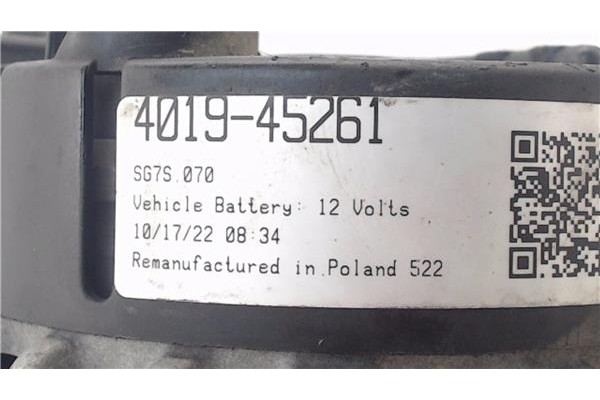 4019-45261
SG7S.070
Vehicle Battery: 12 Volts
10/17/22 08:34
Remanufactured in Poland 522